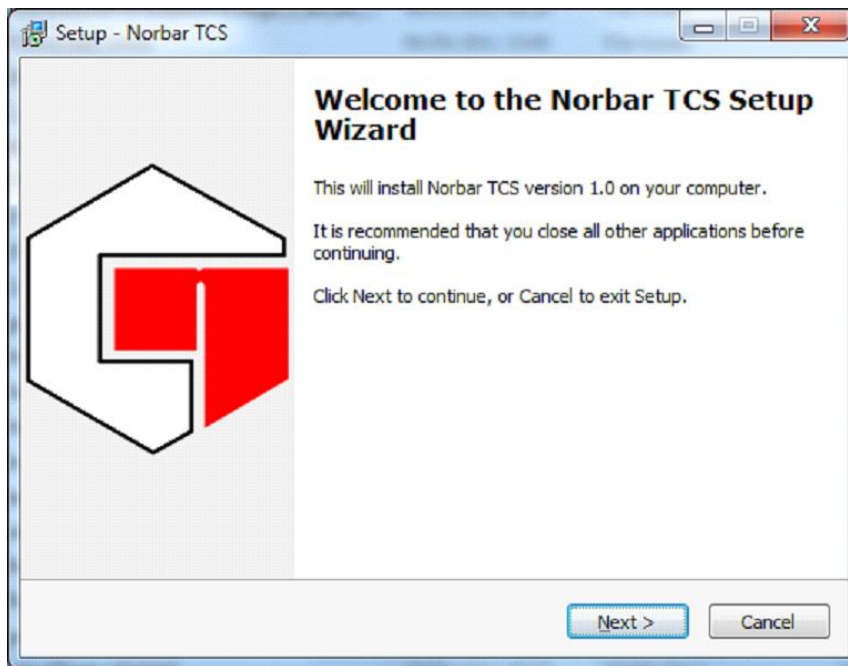 Setup - Norbar TCS
Welcome to the Norbar TCS Setup
Wizard
This will install Norbar TCS version 1.0 on your computer.
It is recommended that you close all other applications before
continuing.
Click Next to continue, or Cancel to exit Setup.
Next >
Cancel